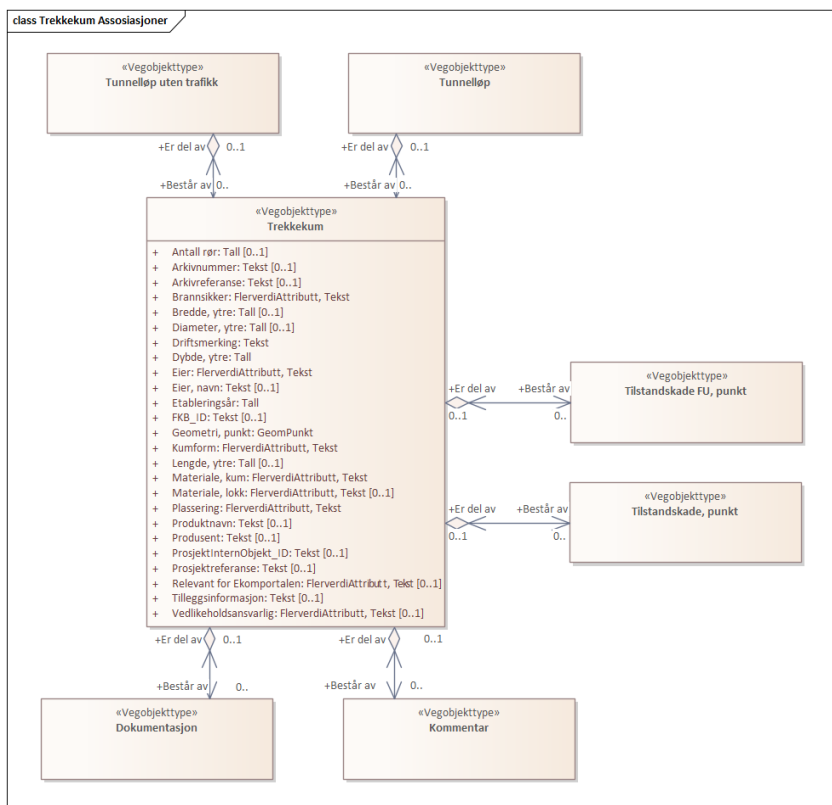 class Trekkekum Assosiasjoner
«Vegobjekttype»
Tunnelløp uten trafikk
«Vegobjekttype»
Tunnelløp
+Er del av 0..1
+Er del av 0..1
+Består av 0..
+Består av 0..
«Vegobjekttype»
Trekkekum
+ Antall rør: Tall [0..1]
+ Arkivnummer: Tekst [0..1]
+ Arkivreferanse: Tekst [0..1]
+ Brannsikker: FlerverdiAttributt, Tekst
+ Bredde, ytre: Tall [0..1]
+ Diameter, ytre: Tall [0..1]
+ Driftsmerking: Tekst
+ Dybde, ytre: Tall
+ Eier: FlerverdiAttributt, Tekst
+ Eier, navn: Tekst [0..1]
+ Etableringsår: Tall
+ FKB_ID: Tekst [0..1]
+ Geometri, punkt: GeomPunkt
+ Kumform: FlerverdiAttributt, Tekst
+ Lengde, ytre: Tall [0..1]
+ Materiale, kum: FlerverdiAttributt, Tekst
+ Materiale, lokk: FlerverdiAttributt, Tekst [0..1]
+ Plassering: FlerverdiAttributt, Tekst
+ Produktnavn: Tekst [0..1]
+ Produsent: Tekst [0..1]
+ ProsjektInternObjekt_ID: Tekst [0..1]
+ Prosjektreferanse: Tekst [0..1]
+ Relevant for Ekomportalen: FlerverdiAttributt, Tekst [0..1]
+ Tilleggsinformasjon: Tekst [0..1]
+ Vedlikeholdsansvarlig: FlerverdiAttributt, Tekst [0..1]
+Er del av +Består av
0..1 0..
«Vegobjekttype»
Tilstandskade FU, punkt
+Er del av +Består av
0..1 0..
«Vegobjekttype»
Tilstandskade, punkt
+Er del av 0..1
+Er del av 0..1
+Består av 0..
+Består av 0..
«Vegobjekttype»
Dokumentasjon
«Vegobjekttype»
Kommentar